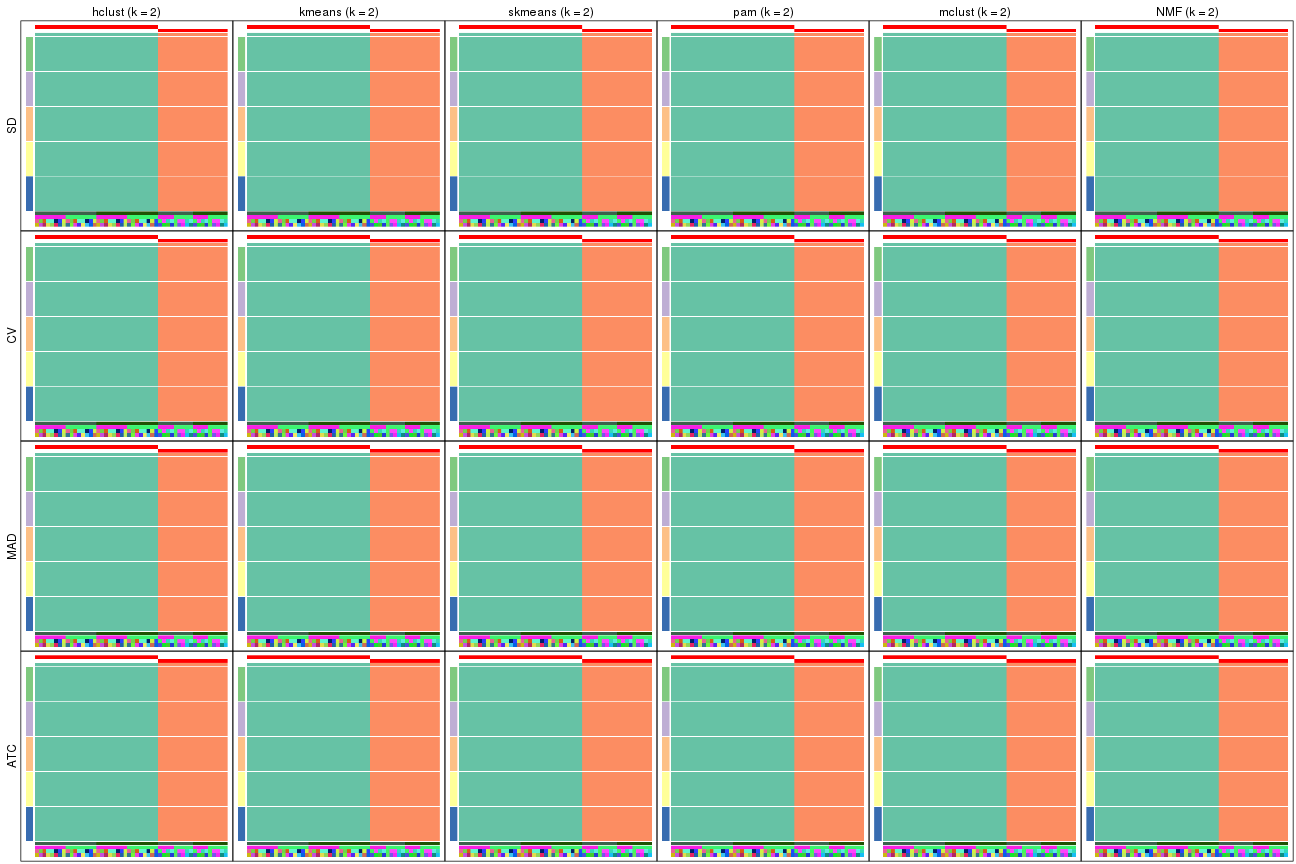 hclust (k = 2) kmeans (k = 2) skmeans (k = 2) pam (k = 2) mclust (k = 2) NMF (k = 2)
SD
CV
MAD
ATC